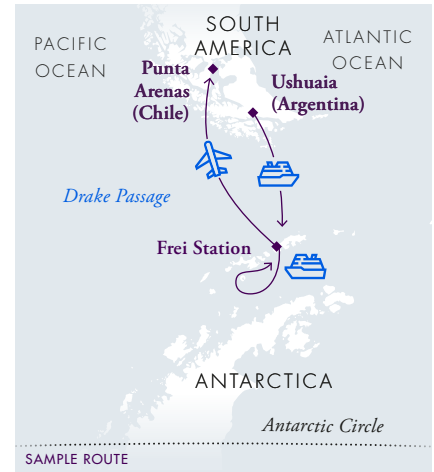 SOUTH
AMERICA
PACIFIC
OCEAN
ATLANTIC
OCEAN
Punta
Arenas
(Chile)
Ushuaia
(Argentina)
Drake Passage
Frei Station
ANTARCTICA
Antarctic Circle
SAMPLE ROUTE